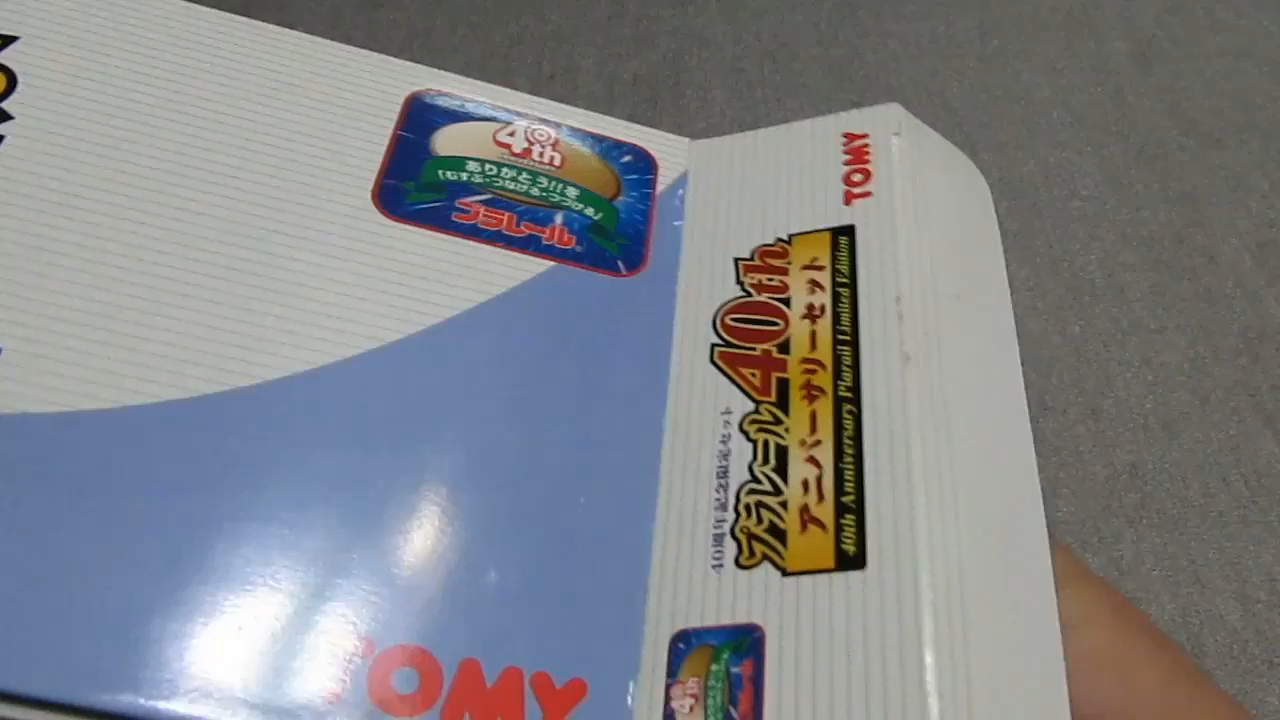 40th
ありがとう!!を
「むすぶ・つなげる・つづける」
プラレール
TOMY
40周年記念限定セット
プラレール40th
アニバーサリーセット
40th Anniversary Plarail Limited Edition
TOMY
40th